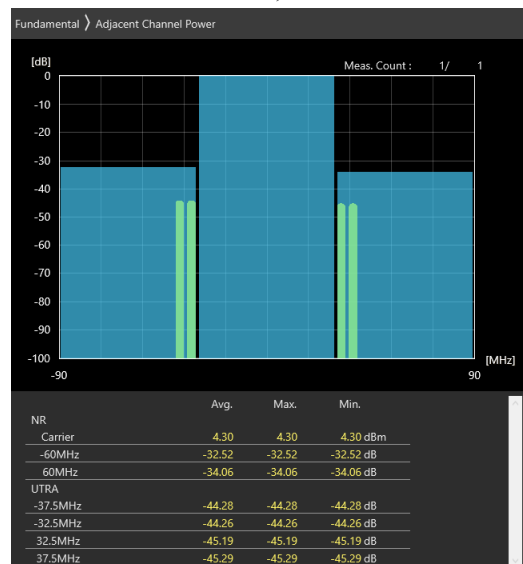 Fundamental 〉Adjacent Channel Power
[dB]
Meas. Count : 1/ 1
0
-10
-20
-30
-40
-50
-60
-70
-80
-90
-100
[MHz]
-90 90
Avg. Max. Min.
NR
Carrier 4.30 4.30 4.30 dBm
-60MHz -32.52 -32.52 -32.52 dB
60MHz -34.06 -34.06 -34.06 dB
UTRA
-37.5MHz -44.28 -44.28 -44.28 dB
-32.5MHz -44.26 -44.26 -44.26 dB
32.5MHz -45.19 -45.19 -45.19 dB
37.5MHz -45.29 -45.29 -45.29 dB